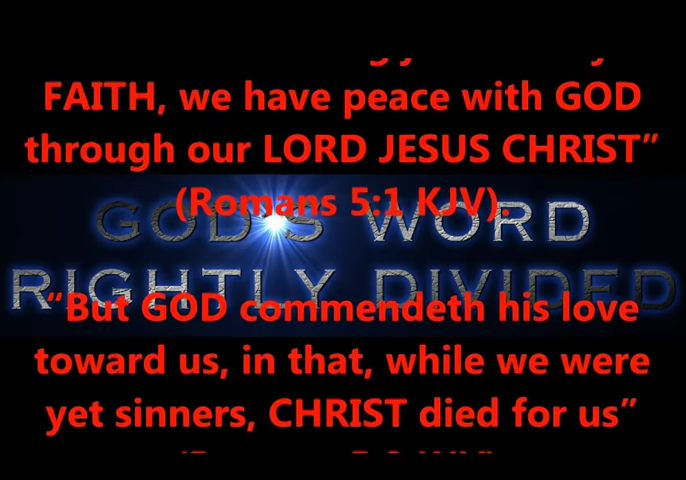 FAITH, we have peace with GOD
through our LORD JESUS CHRIST”
(Romans 5:1 KJV).
GOD'S WORD
RIGHTLY DIVIDED
“But GOD commendeth his love
toward us, in that, while we were
yet sinners, CHRIST died for us”